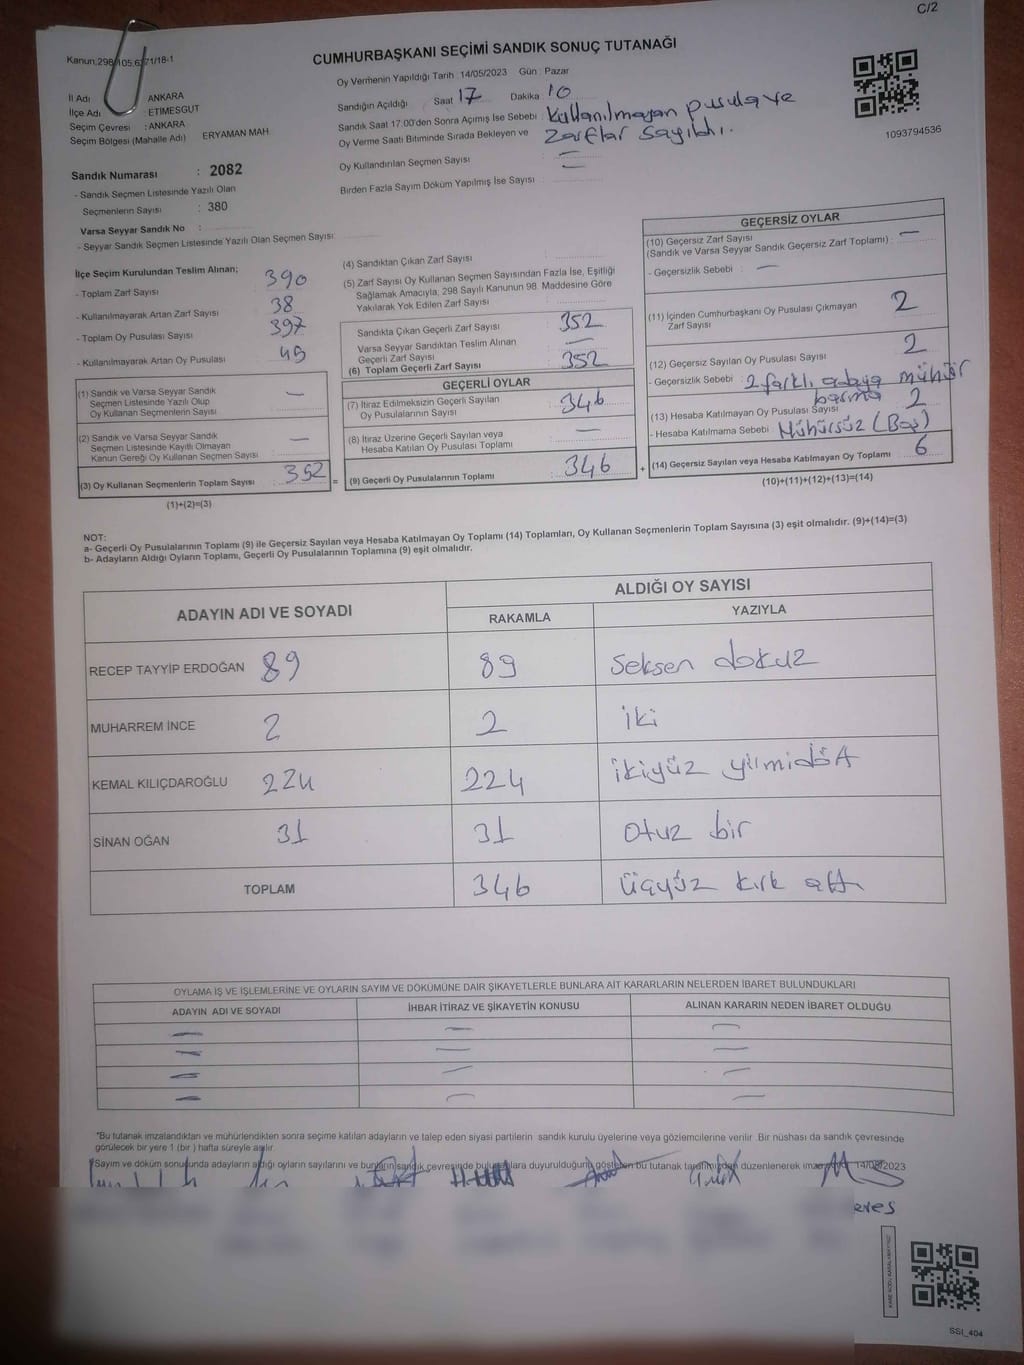 C/2
Kanun;298/105;6271/18-1
CUMHURBAŞKANI SEÇİMİ SANDIK SONUÇ TUTANAĞI
Oy Vermenin Yapıldığı Tarih : 14/05/2023 Gün : Pazar
İl Adı : ANKARA
İlçe Adı : ETİMESGUT
Seçim Çevresi : ANKARA
Seçim Bölgesi (Mahalle Adı) ERYAMAN MAH
Sandığın Açıldığı Saat 17 Dakika 10
Sandık Saat 17:00'den Sonra Açılmış İse Sebebi : Kullanılmayan pusula ve
zarflar sayıldı.
Oy Verme Saati Bitiminde Sırada Bekleyen ve
Oy Kullandırılan Seçmen Sayısı : –
Birden Fazla Sayım Döküm Yapılmış İse Sayısı : –
1093794536
Sandık Numarası : 2082
- Sandık Seçmen Listesinde Yazılı Olan
Seçmenlerin Sayısı : 380
Varsa Seyyar Sandık No :
- Seyyar Sandık Seçmen Listesinde Yazılı Olan Seçmen Sayısı :
İlçe Seçim Kurulundan Teslim Alınan;
- Toplam Zarf Sayısı : 390
- Kullanılmayarak Artan Zarf Sayısı : 38
- Toplam Oy Pusulası Sayısı : 397
- Kullanılmayarak Artan Oy Pusulası : 45
(1) Sandık ve Varsa Seyyar Sandık
Seçmen Listesinde Yazılı Olup
Oy Kullanan Seçmenlerin Sayısı : –
(2) Sandık ve Varsa Seyyar Sandık
Seçmen Listesinde Kayıtlı Olmayan
Kanun Gereği Oy Kullanan Seçmen Sayısı : –
(3) Oy Kullanan Seçmenlerin Toplam Sayısı 352
(1)+(2)=(3)
=
(4) Sandıktan Çıkan Zarf Sayısı :
(5) Zarf Sayısı Oy Kullanan Seçmen Sayısından Fazla İse, Eşitliği
Sağlamak Amacıyla, 298 Sayılı Kanunun 98. Maddesine Göre
Yakılarak Yok Edilen Zarf Sayısı :
Sandıkta Çıkan Geçerli Zarf Sayısı : 352
Varsa Seyyar Sandıktan Teslim Alınan
Geçerli Zarf Sayısı : –
(6) Toplam Geçerli Zarf Sayısı : 352
GEÇERLİ OYLAR
(7) İtiraz Edilmeksizin Geçerli Sayılan
Oy Pusulalarının Sayısı : 346
(8) İtiraz Üzerine Geçerli Sayılan veya
Hesaba Katılan Oy Pusulası Toplamı : –
(9) Geçerli Oy Pusulalarının Toplamı : 346
+
GEÇERSİZ OYLAR
(10) Geçersiz Zarf Sayısı
(Sandık ve Varsa Seyyar Sandık Geçersiz Zarf Toplamı) : –
- Geçersizlik Sebebi : –
(11) İçinden Cumhurbaşkanı Oy Pusulası Çıkmayan
Zarf Sayısı : 2
(12) Geçersiz Sayılan Oy Pusulası Sayısı : 2
- Geçersizlik Sebebi : 2 farklı adaya mühür
basma
(13) Hesaba Katılmayan Oy Pusulası Sayısı : 2
- Hesaba Katılmama Sebebi : Mühürsüz (Boş)
(14) Geçersiz Sayılan veya Hesaba Katılmayan Oy Toplamı : 6
(10)+(11)+(12)+(13)=(14)
NOT:
a- Geçerli Oy Pusulalarının Toplamı (9) ile Geçersiz Sayılan veya Hesaba Katılmayan Oy Toplamı (14) Toplamları, Oy Kullanan Seçmenlerin Toplam Sayısına (3) eşit olmalıdır. (9)+(14)=(3)
b- Adayların Aldığı Oyların Toplamı, Geçerli Oy Pusulalarının Toplamına (9) eşit olmalıdır.
ADAYIN ADI VE SOYADI ALDIĞI OY SAYISI
RAKAMLA YAZIYLA
RECEP TAYYİP ERDOĞAN 89 89 Seksen dokuz
MUHARREM İNCE 2 2 iki
KEMAL KILIÇDAROĞLU 224 224 ikiyüz yirmidört
SİNAN OĞAN 31 31 Otuz bir
TOPLAM 346 üçyüz kırk altı
OYLAMA İŞ VE İŞLEMLERİNE VE OYLARIN SAYIM VE DÖKÜMÜNE DAİR ŞİKAYETLERLE BUNLARA AİT KARARLARIN NELERDEN İBARET BULUNDUKLARI
ADAYIN ADI VE SOYADI İHBAR İTİRAZ VE ŞİKAYETİN KONUSU ALINAN KARARIN NEDEN İBARET OLDUĞU
– – –
– – –
– – –
– – –
*Bu tutanak imzalandıktan ve mühürlendikten sonra seçime katılan adayların ve talep eden siyasi partilerin sandık kurulu üyelerine veya gözlemcilerine verilir. Bir nüshası da sandık çevresinde
görülecek bir yere 1 (bir ) hafta süreyle asılır.
*Sayım ve döküm sonunda adayların aldığı oyların sayılarını ve bunların sandık çevresinde bulunanlara duyurulduğunu gösteren bu tutanak tarafımızdan düzenlenerek 14/05/2023
KARE KODU KARALAMAYINIZ!
SSI_404